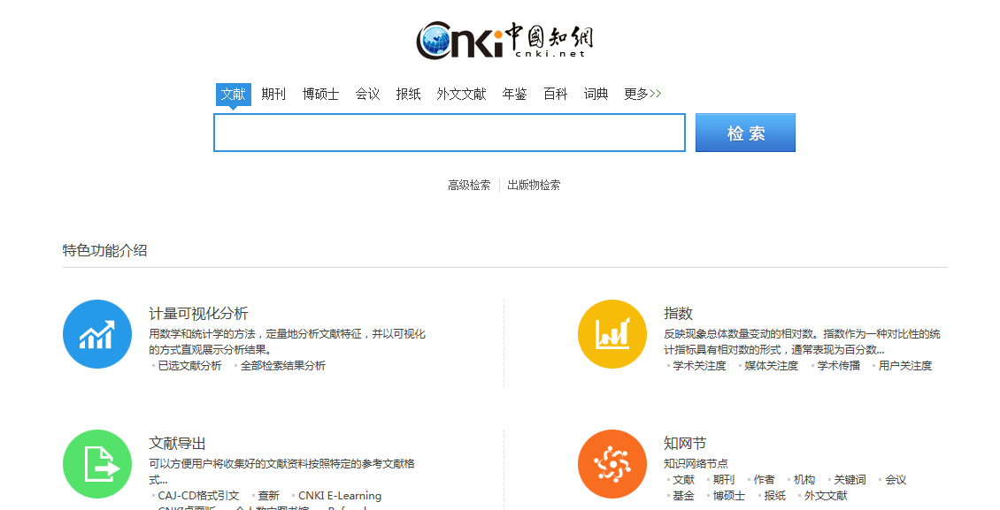 Cnki中國知網
cnki.net
文献 期刊 博硕士 会议 报纸 外文文献 年鉴 百科 词典 更多>>
检索
高级检索 出版物检索
特色功能介绍
计量可视化分析
用数学和统计学的方法，定量地分析文献特征，并以可视化
的方式直观展示分析结果。
已选文献分析 全部检索结果分析
指数
反映现象总体数量变动的相对数。指数作为一种对比性的统
计指标具有相对数的形式，通常表现为百分数...
学术关注度 媒体关注度 学术传播 用户关注度
文献导出
可以方便用户将收集好的文献资料按照特定的参考文献格
式...
CAJ-CD格式引文 查新 CNKI E-Learning
知网节
知识网络节点
文献 期刊 作者 机构 关键词 会议
基金 博硕士 报纸 外文文献